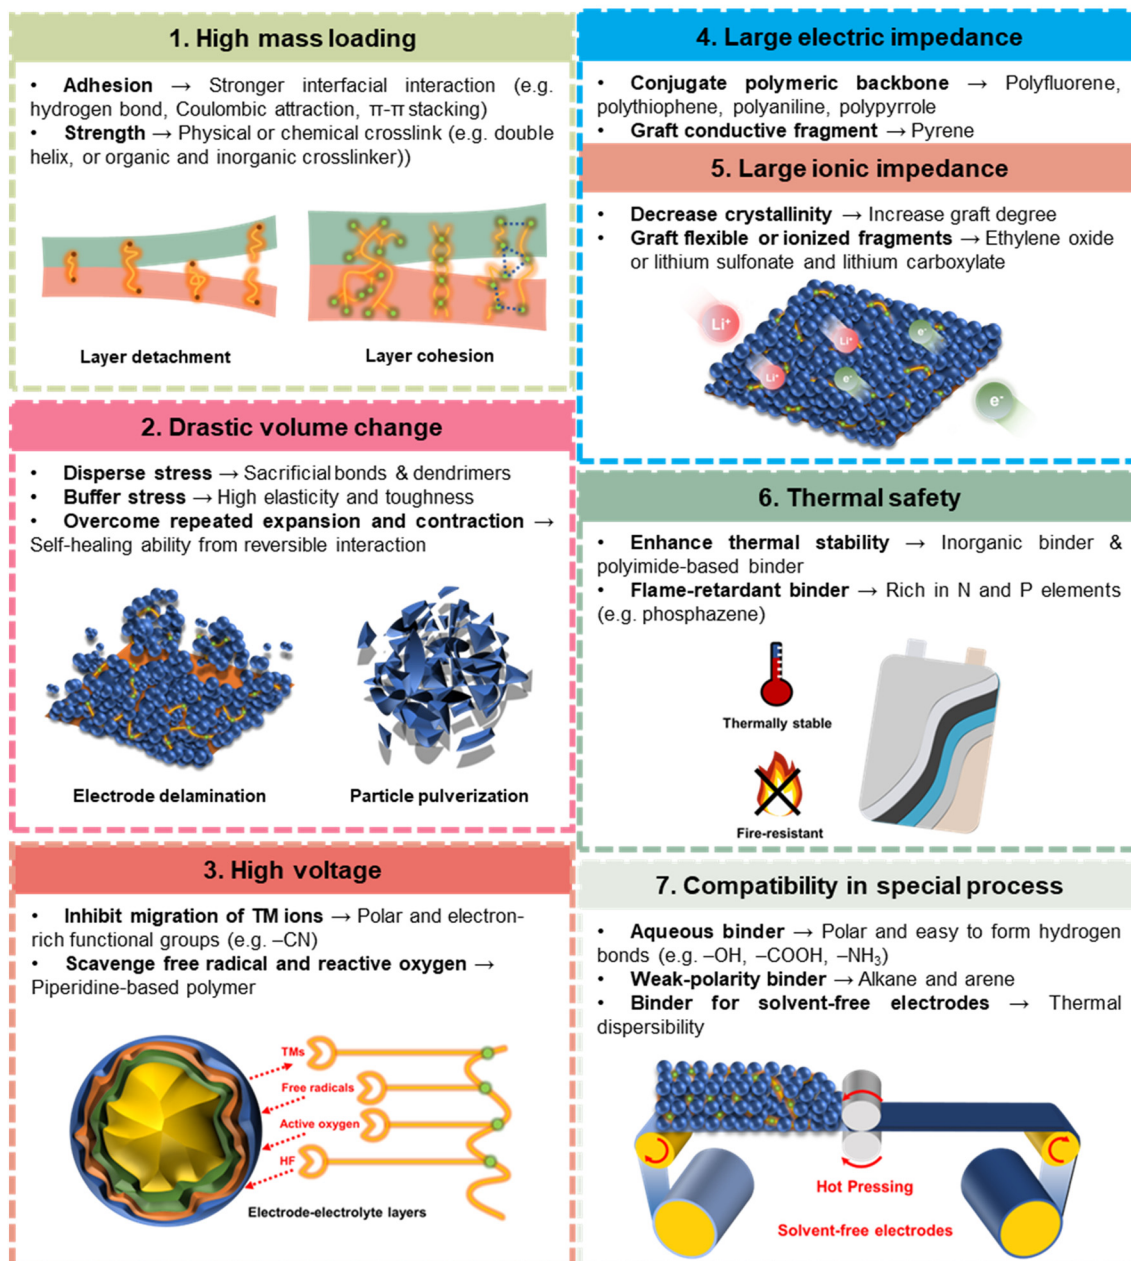 1. High mass loading
• Adhesion → Stronger interfacial interaction (e.g.
hydrogen bond, Coulombic attraction, π-π stacking)
• Strength → Physical or chemical crosslink (e.g. double
helix, or organic and inorganic crosslinker))
Layer detachment
Layer cohesion
2. Drastic volume change
• Disperse stress → Sacrificial bonds & dendrimers
• Buffer stress → High elasticity and toughness
• Overcome repeated expansion and contraction →
Self-healing ability from reversible interaction
Electrode delamination
Particle pulverization
3. High voltage
• Inhibit migration of TM ions → Polar and electron-
rich functional groups (e.g. –CN)
• Scavenge free radical and reactive oxygen →
Piperidine-based polymer
TMs
Free radicals
Active oxygen
HF
Electrode-electrolyte layers
4. Large electric impedance
• Conjugate polymeric backbone → Polyfluorene,
polythiophene, polyaniline, polypyrrole
• Graft conductive fragment → Pyrene
5. Large ionic impedance
• Decrease crystallinity → Increase graft degree
• Graft flexible or ionized fragments → Ethylene oxide
or lithium sulfonate and lithium carboxylate
Li⁺
Li⁺
e⁻
Li⁺
e⁻
e⁻
6. Thermal safety
• Enhance thermal stability → Inorganic binder &
polyimide-based binder
• Flame-retardant binder → Rich in N and P elements
(e.g. phosphazene)
Thermally stable
Fire-resistant
7. Compatibility in special process
• Aqueous binder → Polar and easy to form hydrogen
bonds (e.g. –OH, –COOH, –NH₃)
• Weak-polarity binder → Alkane and arene
• Binder for solvent-free electrodes → Thermal
dispersibility
Hot Pressing
Solvent-free electrodes